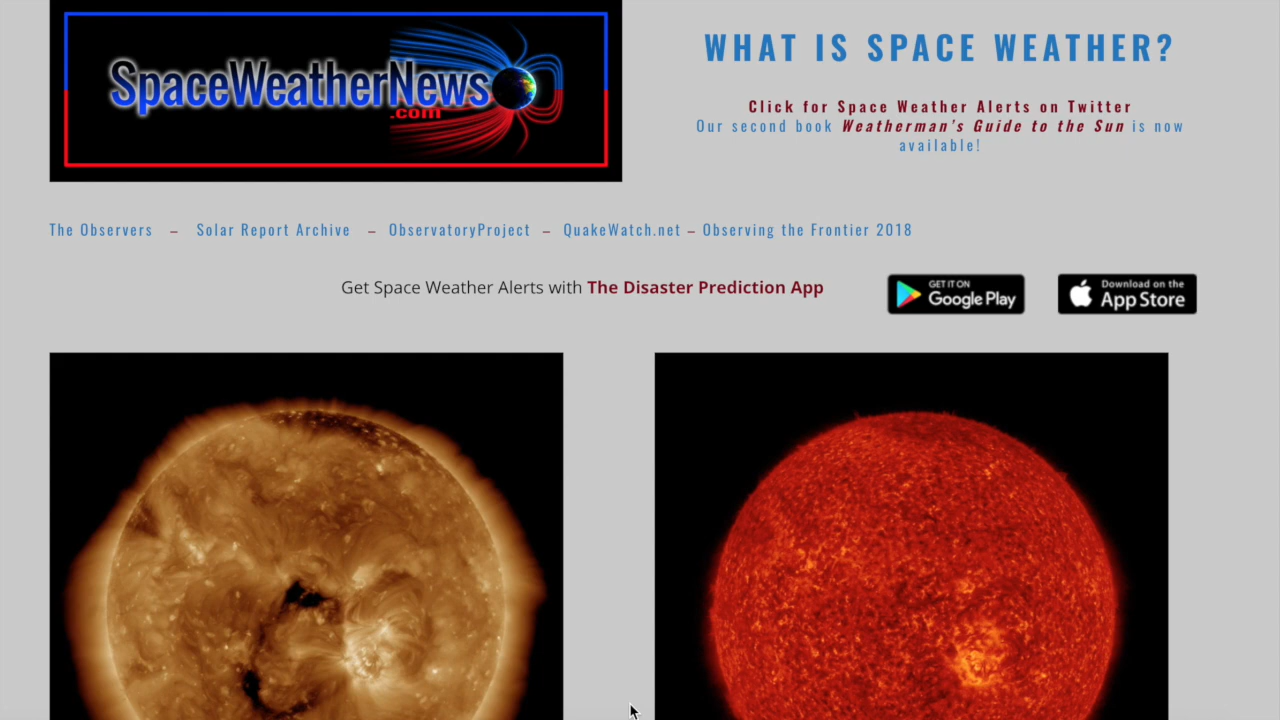 SpaceWeatherNews
.com
WHAT IS SPACE WEATHER?
Click for Space Weather Alerts on Twitter
Our second book Weatherman's Guide to the Sun is now
available!
The Observers – Solar Report Archive – ObservatoryProject – QuakeWatch.net – Observing the Frontier 2018
Get Space Weather Alerts with The Disaster Prediction App
GET IT ON
Google Play
Download on the
App Store